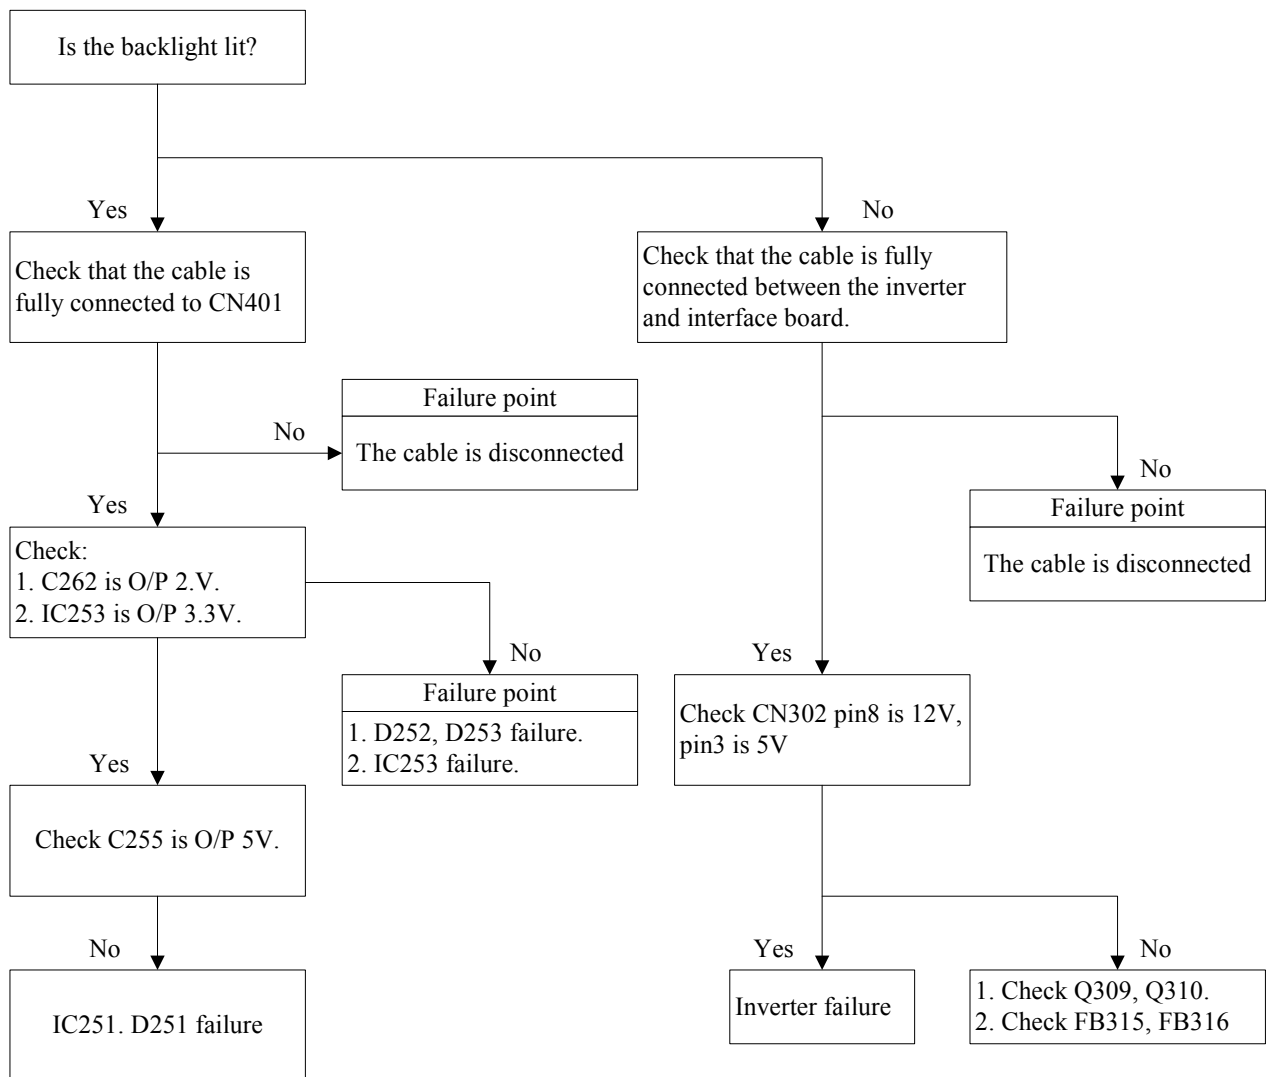 Is the backlight lit?
Yes
No
Check that the cable is
fully connected to CN401
Check that the cable is fully
connected between the inverter
and interface board.
Failure point
No
The cable is disconnected
No
Yes
Failure point
Check:
1. C262 is O/P 2.V.
2. IC253 is O/P 3.3V.
The cable is disconnected
No
Yes
Failure point
1. D252, D253 failure.
2. IC253 failure.
Check CN302 pin8 is 12V,
pin3 is 5V
Yes
Check C255 is O/P 5V.
No
Yes
No
IC251. D251 failure
Inverter failure
1. Check Q309, Q310.
2. Check FB315, FB316